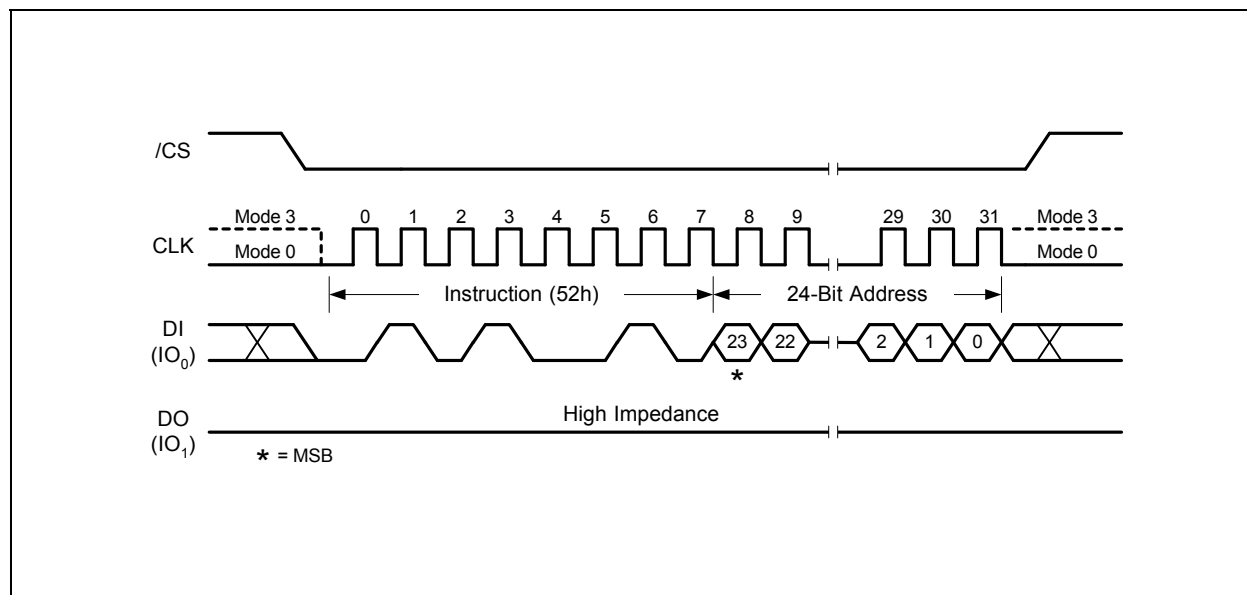 /CS
Mode 3 0 1 2 3 4 5 6 7 8 9 29 30 31 Mode 3
CLK Mode 0 Mode 0
Instruction (52h) 24-Bit Address
DI
(IO₀) 23 22 2 1 0
*
High Impedance
DO
(IO₁)
* = MSB